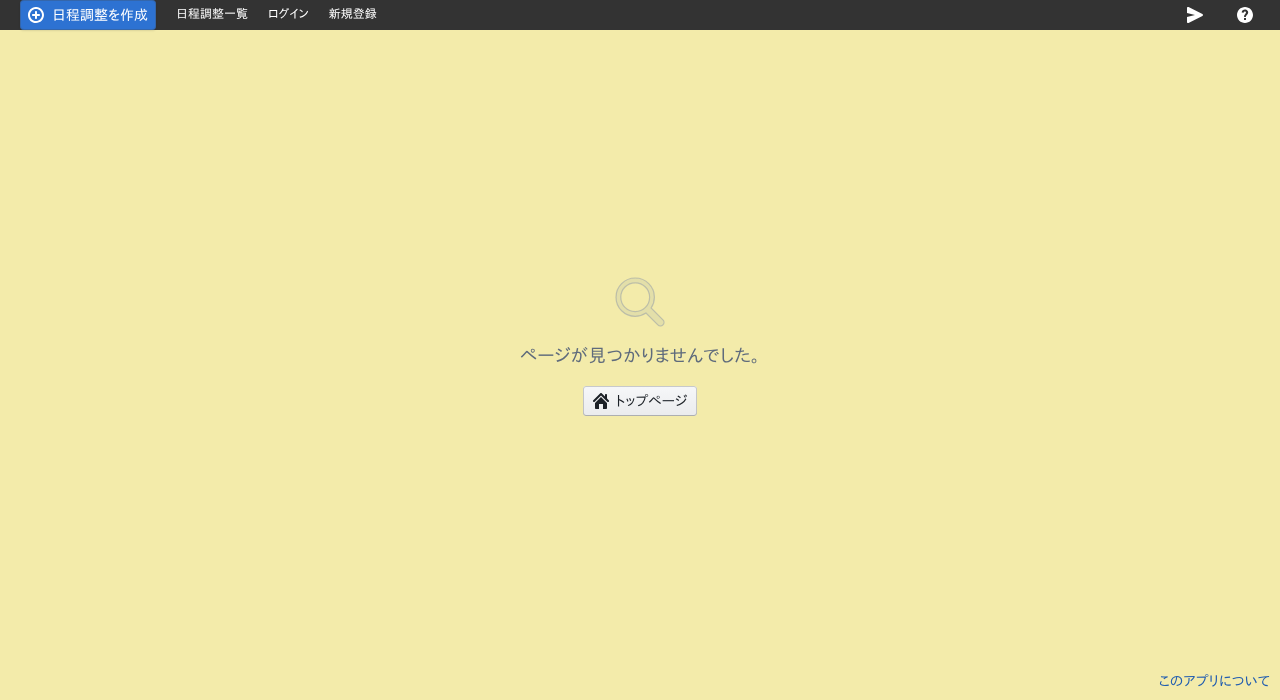 日程調整を作成
日程調整一覧
ログイン
新規登録
ページが見つかりませんでした。
トップページ
このアプリについて